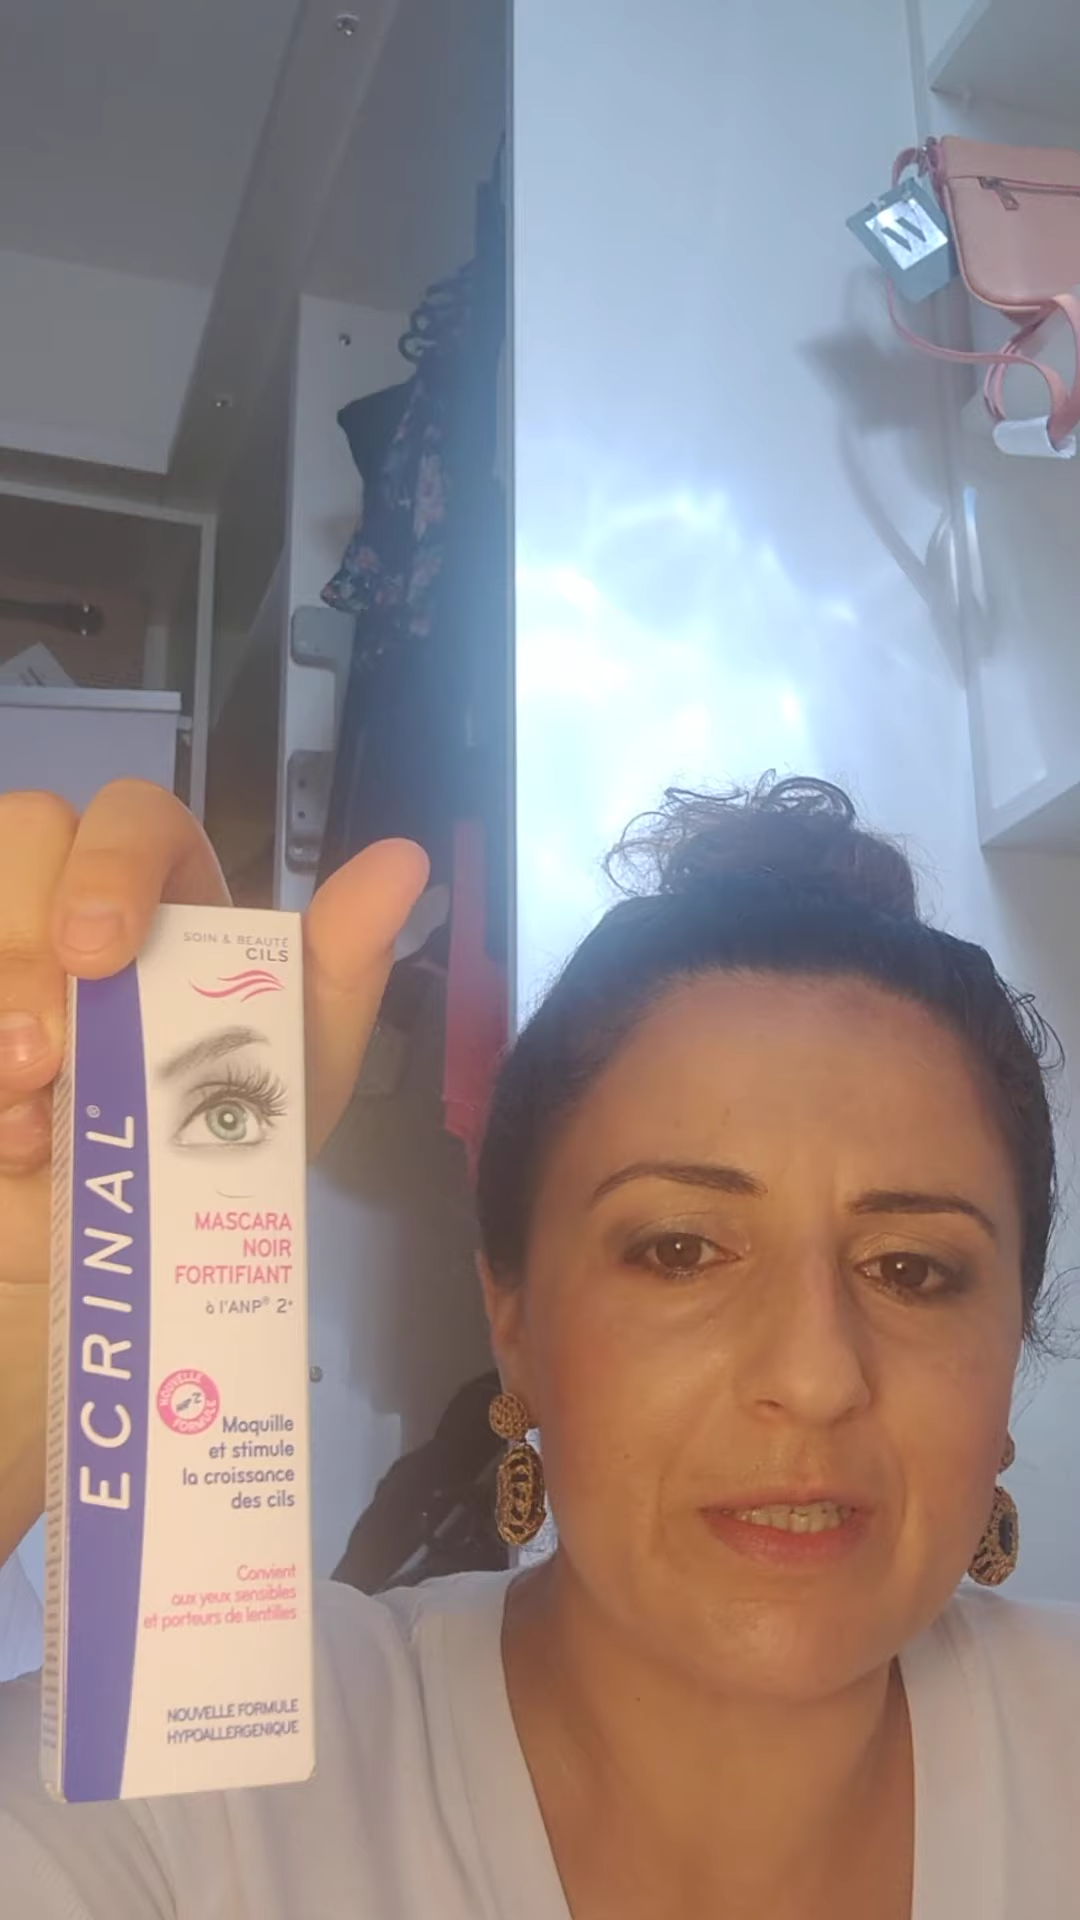 W
SOIN & BEAUTÉ
CILS
ECRINAL®
MASCARA
NOIR
FORTIFIANT
à l'ANP® 2+
NOUVELLE
ANP2
FORMULE
Maquille
et stimule
la croissance
des cils
Convient
aux yeux sensibles
et porteurs de lentilles
NOUVELLE FORMULE
HYPOALLERGENIQUE